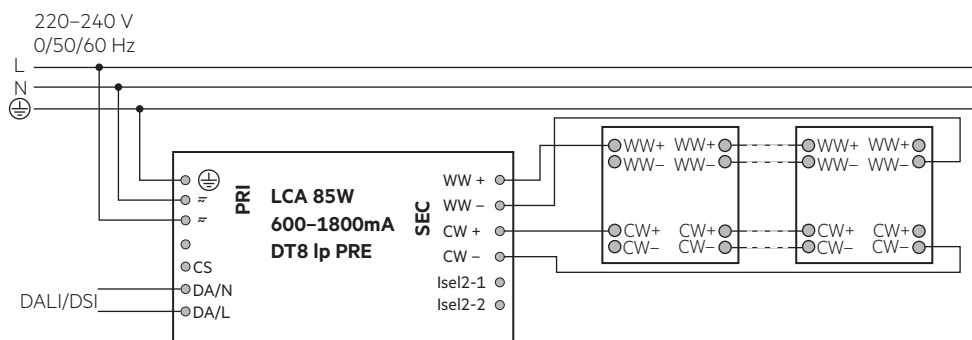 220–240 V
0/50/60 Hz
L
N
WW+ WW+ WW+ WW+
WW– WW– WW– WW–
PRI
LCA 85W
600–1800mA
DT8 lp PRE
SEC
WW +
WW –
CW +
CW –
Isel2-1
Isel2-2
CW+ CW+ CW+ CW+
CW– CW– CW– CW–
CS
DALI/DSI
DA/N
DA/L